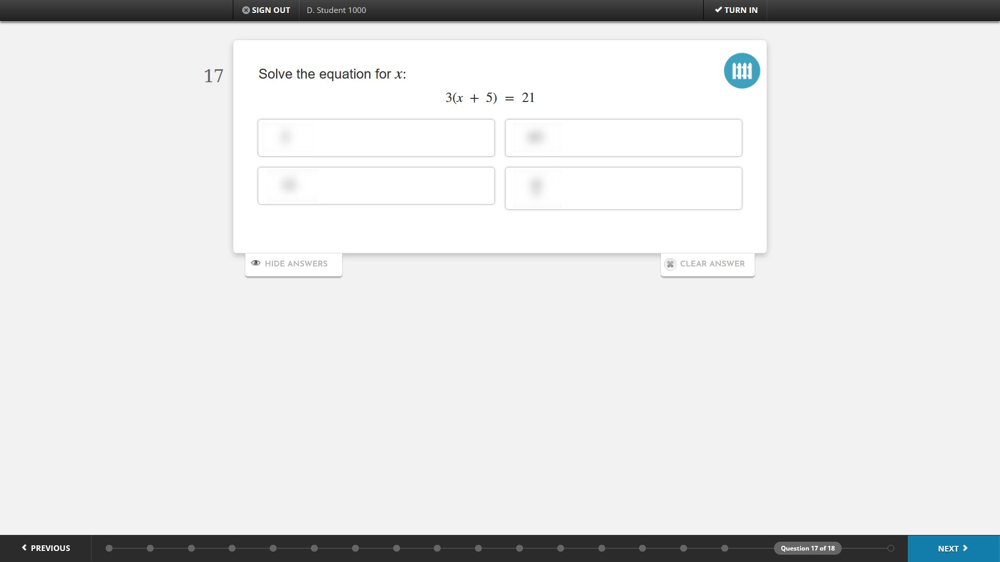 SIGN OUT
D. Student 1000
TURN IN
17
Solve the equation for x:
3(x + 5) = 21
HIDE ANSWERS
CLEAR ANSWER
PREVIOUS
Question 17 of 18
NEXT